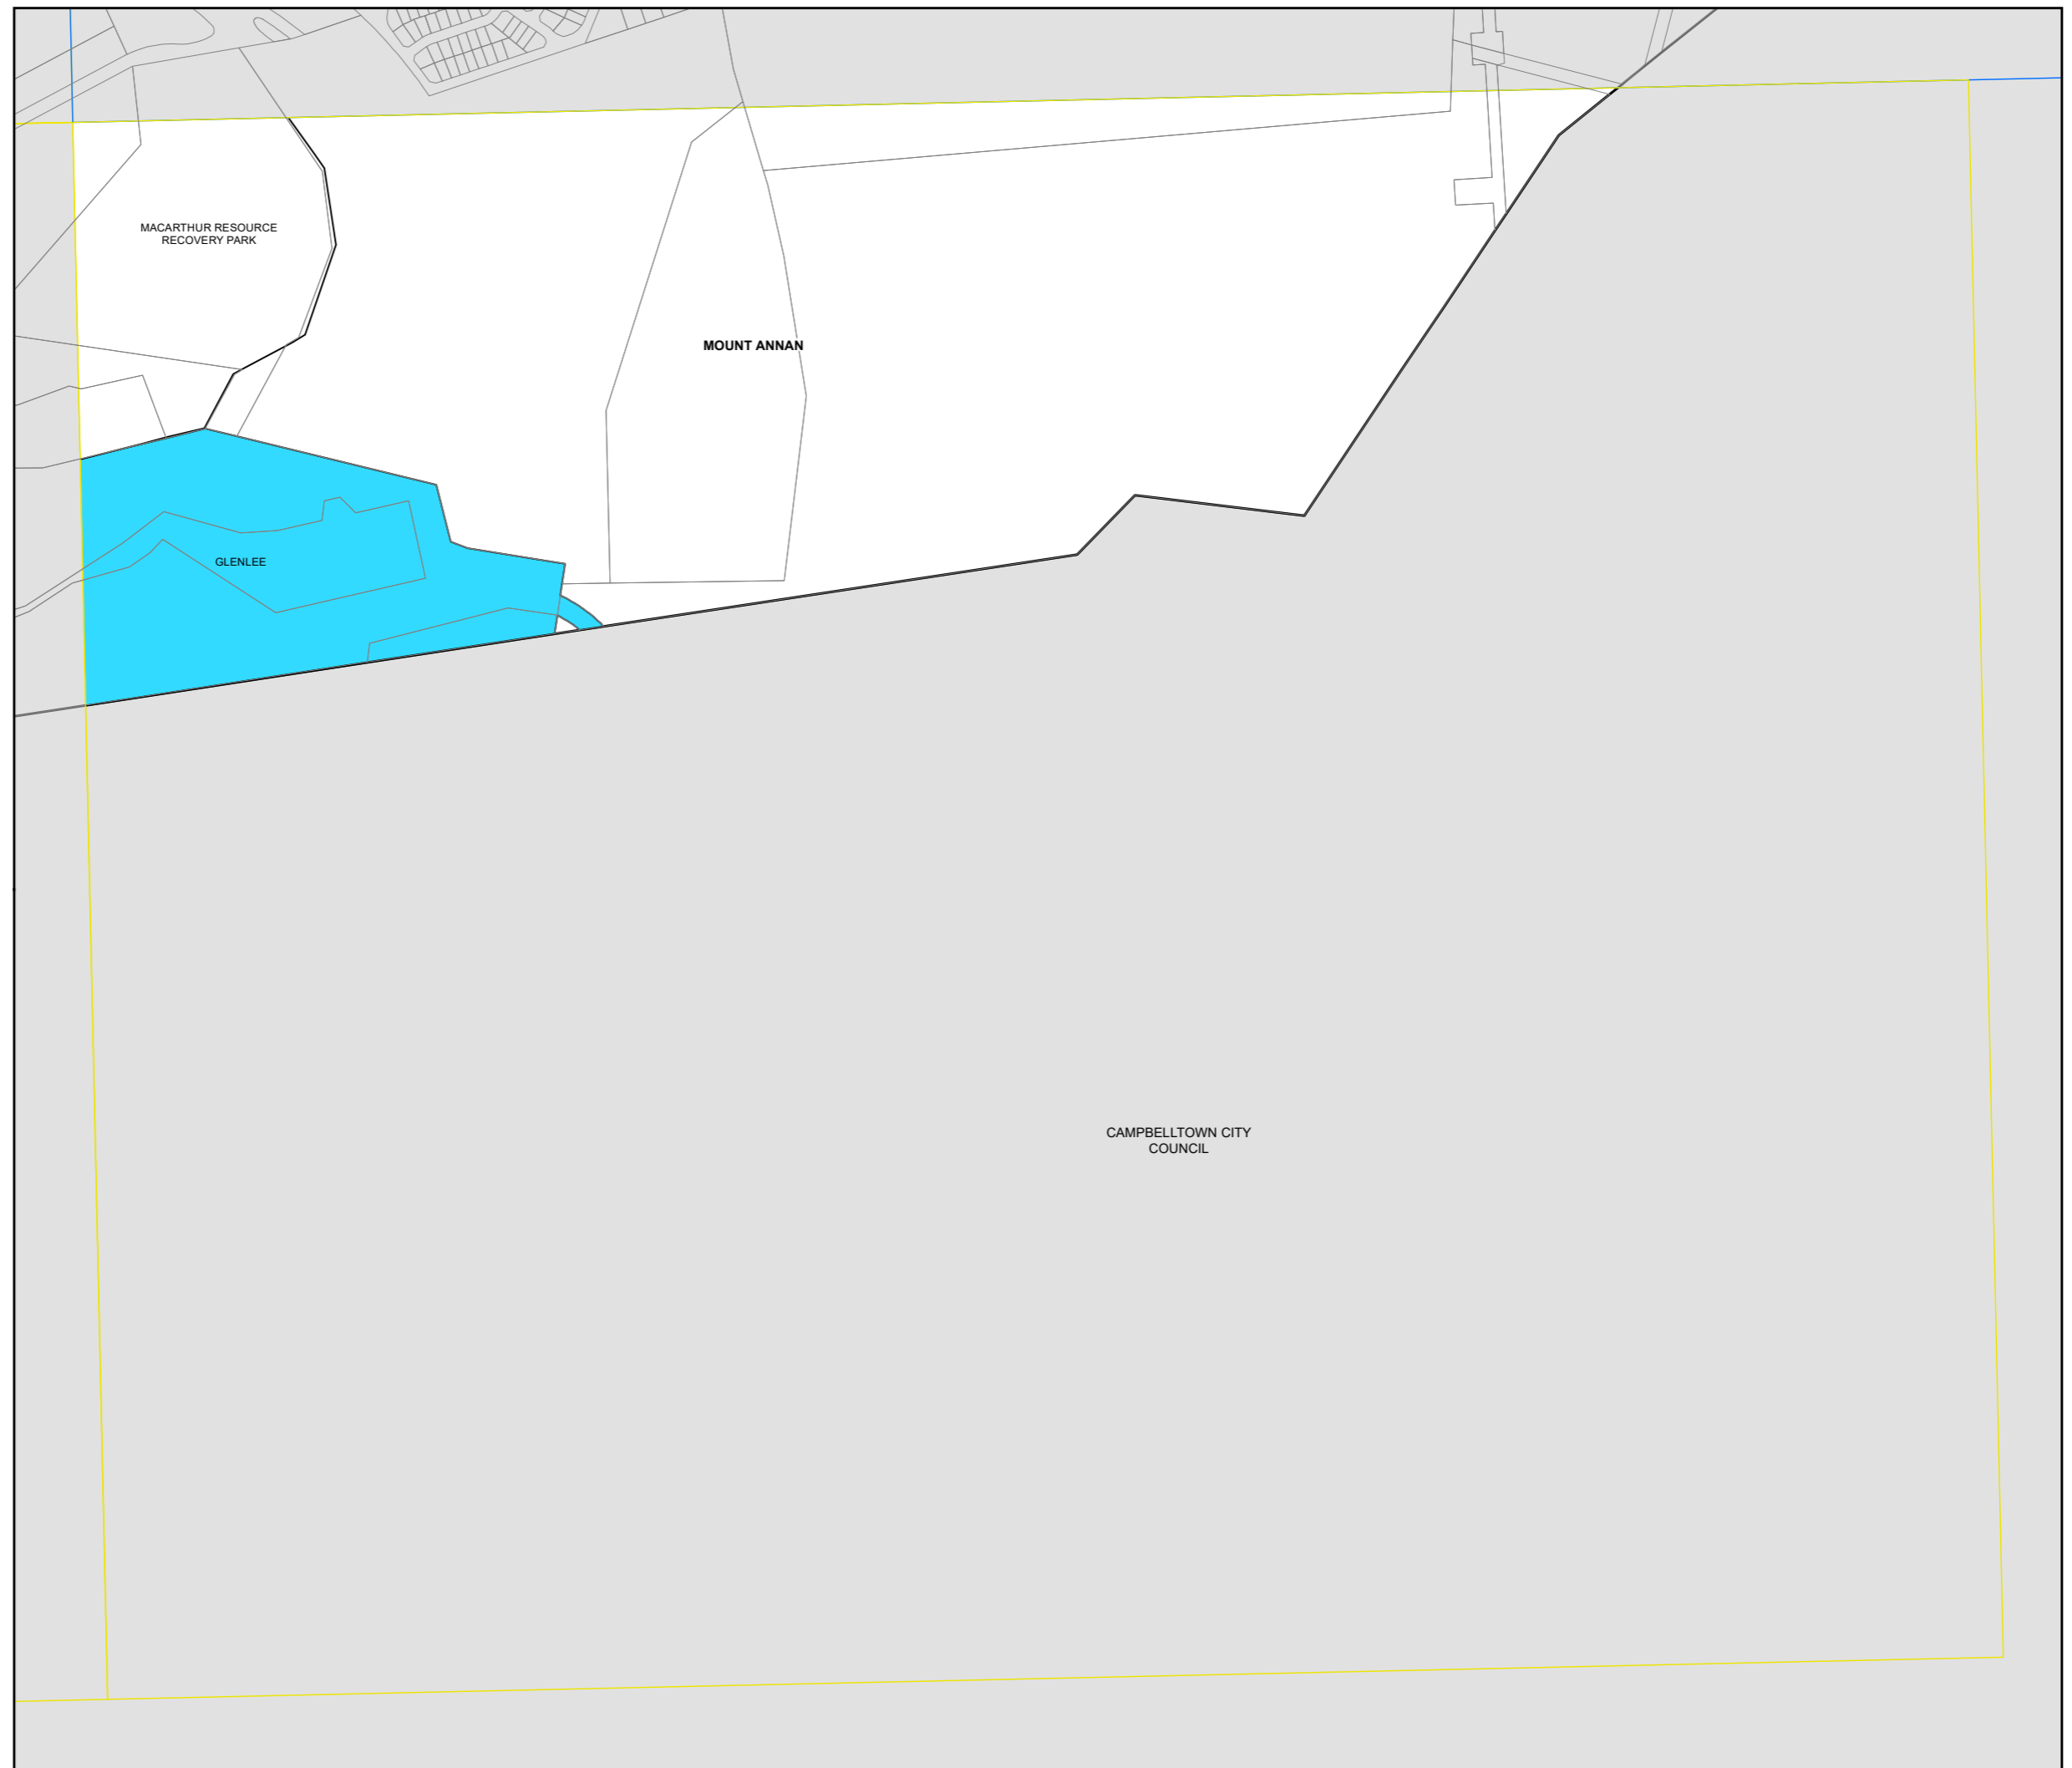 MACARTHUR RESOURCE
RECOVERY PARK
MOUNT ANNAN
GLENLEE
CAMPBELLTOWN CITY
COUNCIL